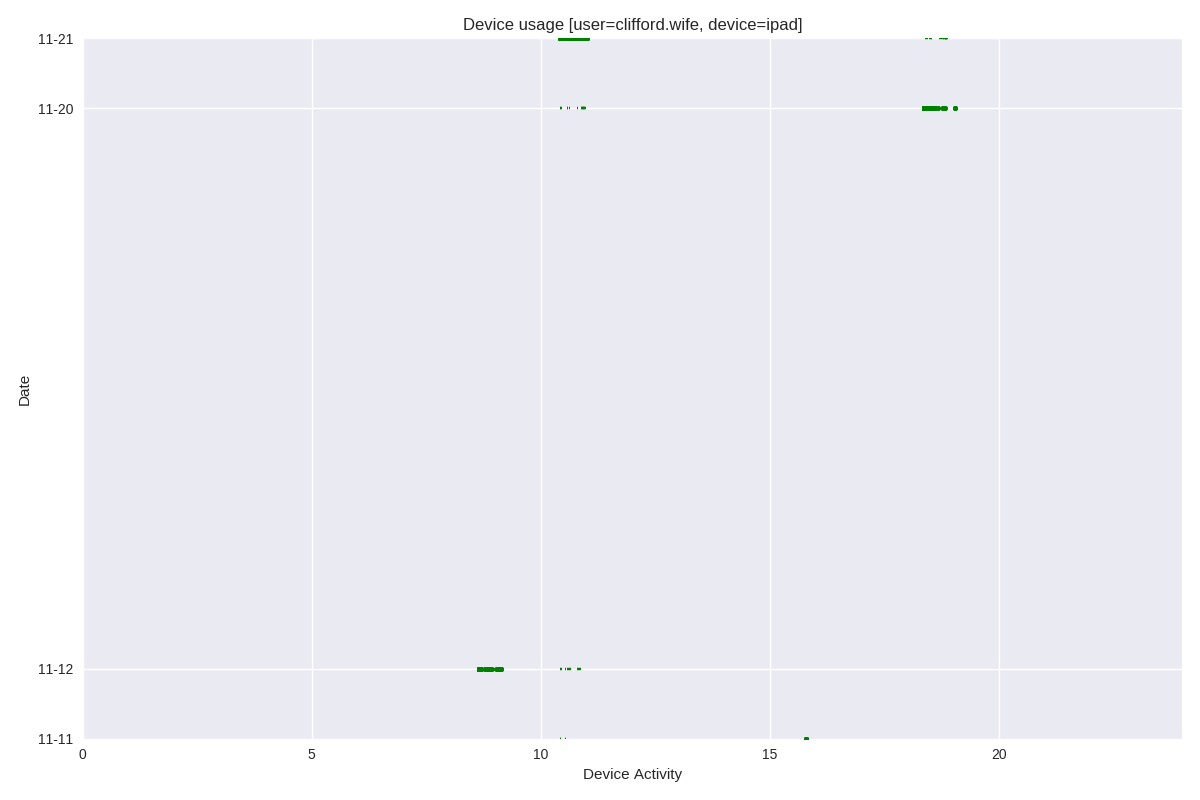 Device usage [user=clifford.wife, device=ipad]
11-21
11-20
Date
11-12
11-11
0 5 10 15 20
Device Activity